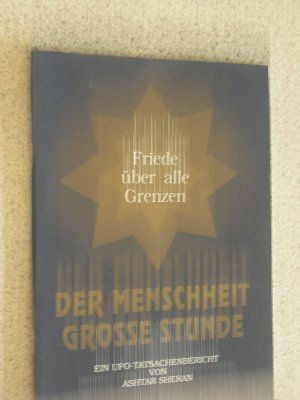 Friede
über alle
Grenzen
DER MENSCHHEIT
GROSSE STUNDE
EIN UFO-TATSACHENBERICHT
VON
ASHTAR SHERAN